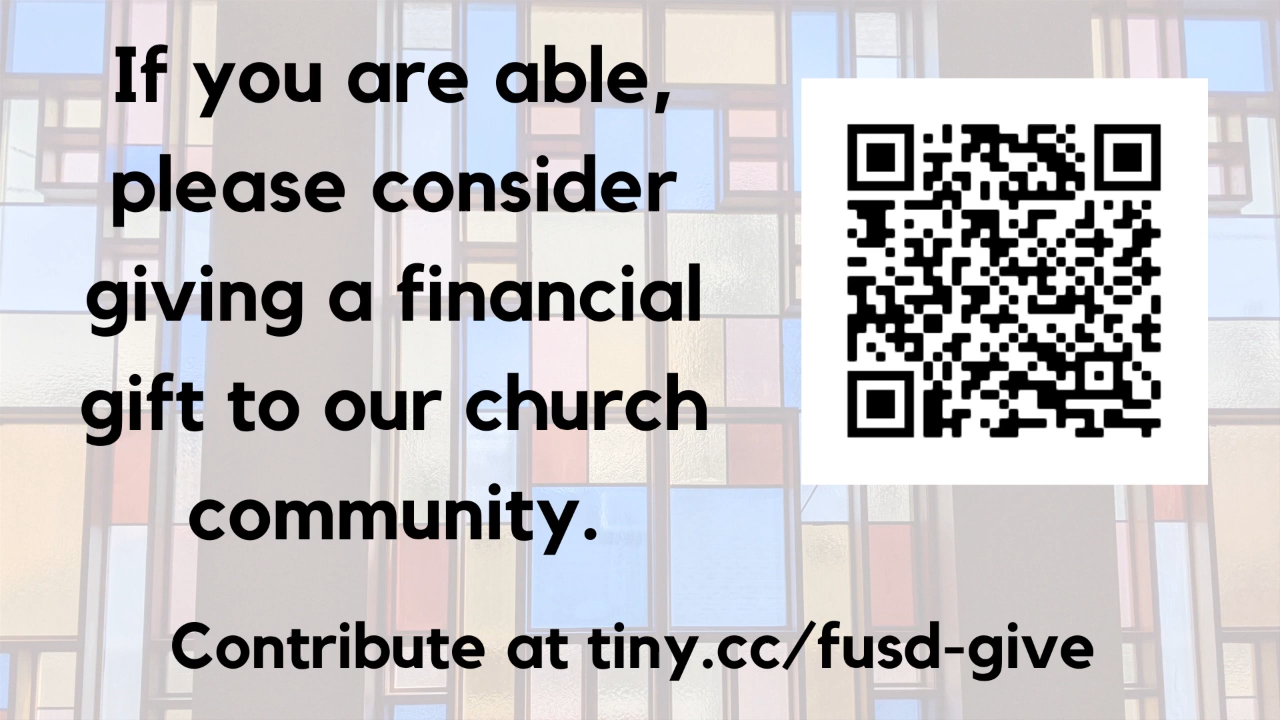 If you are able,
please consider
giving a financial
gift to our church
community.
Contribute at tiny.cc/fusd-give